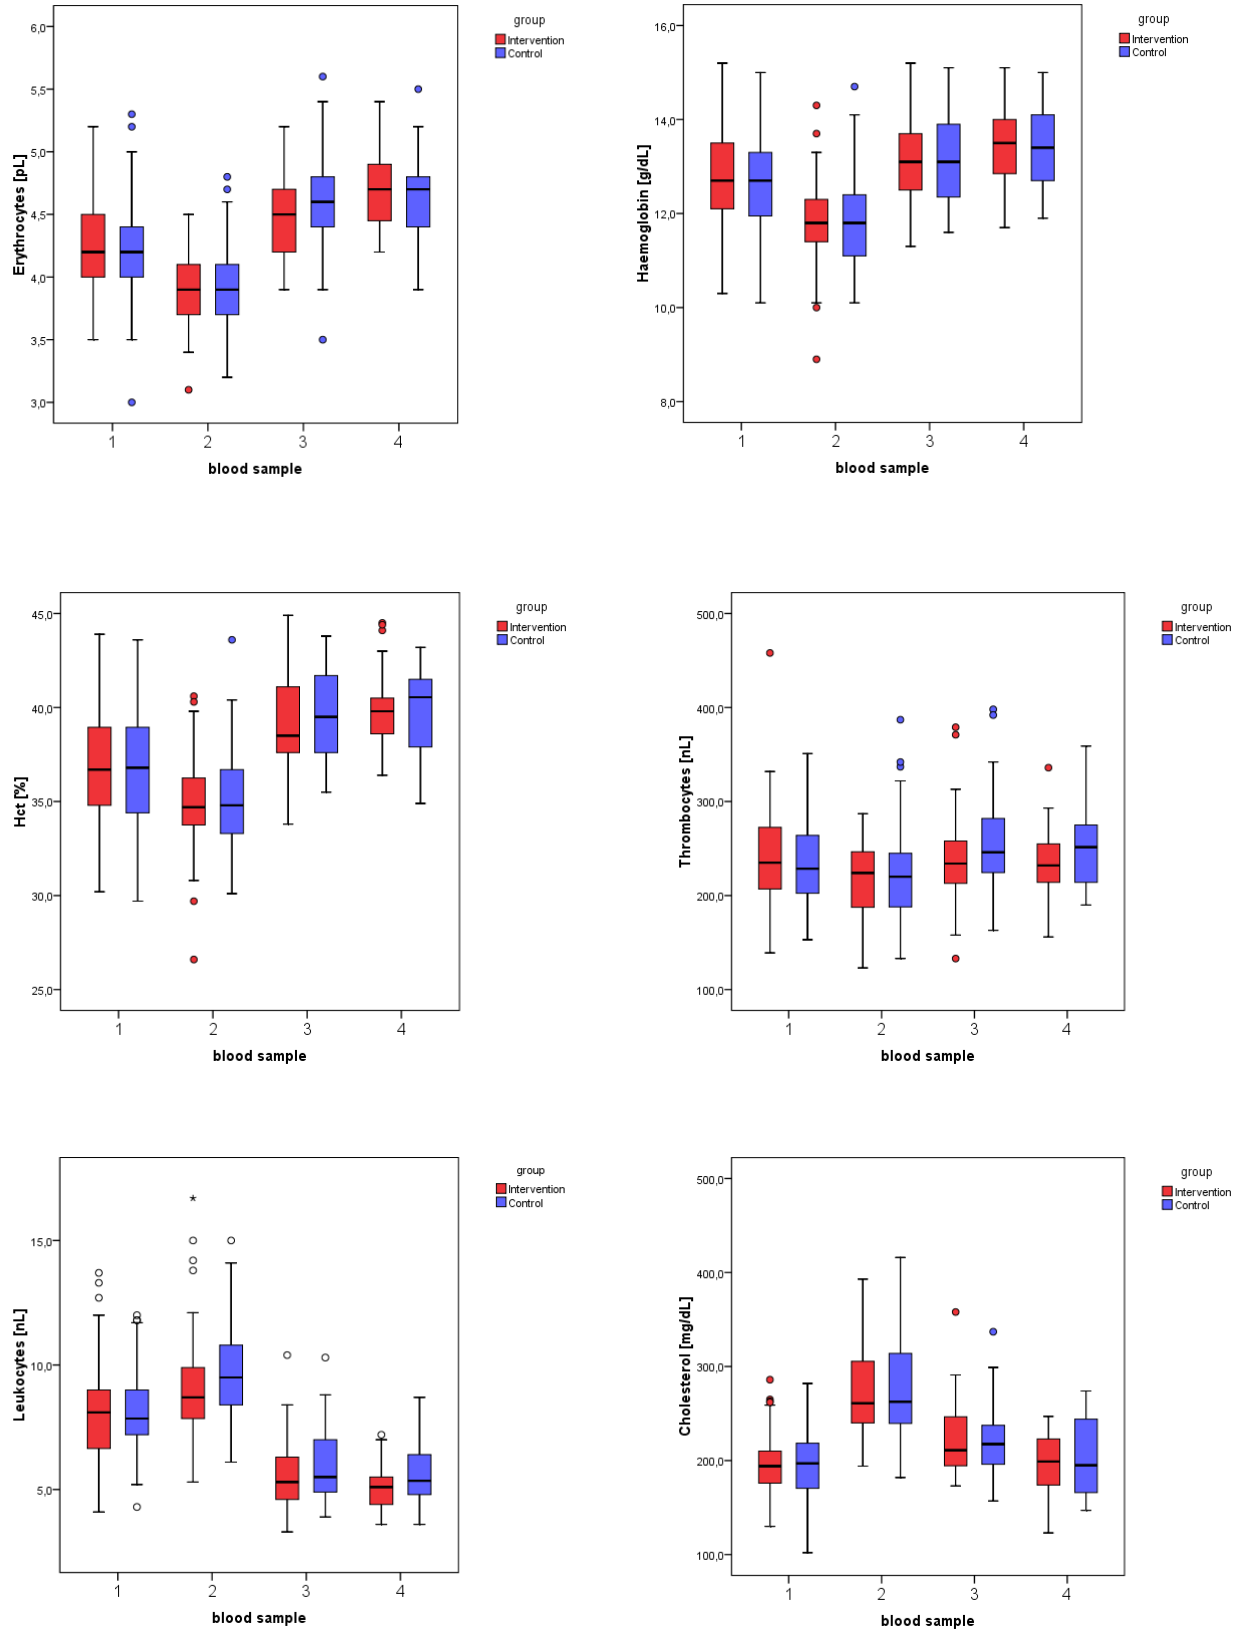 group
Intervention
Control
6,0
5,5
5,0
4,5
4,0
3,5
3,0
Erythrocytes [pL]
1 2 3 4
blood sample
group
Intervention
Control
16,0
14,0
12,0
10,0
8,0
Haemoglobin [g/dL]
1 2 3 4
blood sample
group
Intervention
Control
45,0
40,0
35,0
30,0
25,0
Hct [%]
1 2 3 4
blood sample
group
Intervention
Control
500,0
400,0
300,0
200,0
100,0
Thrombocytes [nL]
1 2 3 4
blood sample
group
Intervention
Control
15,0
10,0
5,0
Leukocytes [nL]
1 2 3 4
blood sample
group
Intervention
Control
500,0
400,0
300,0
200,0
100,0
Cholesterol [mg/dL]
1 2 3 4
blood sample